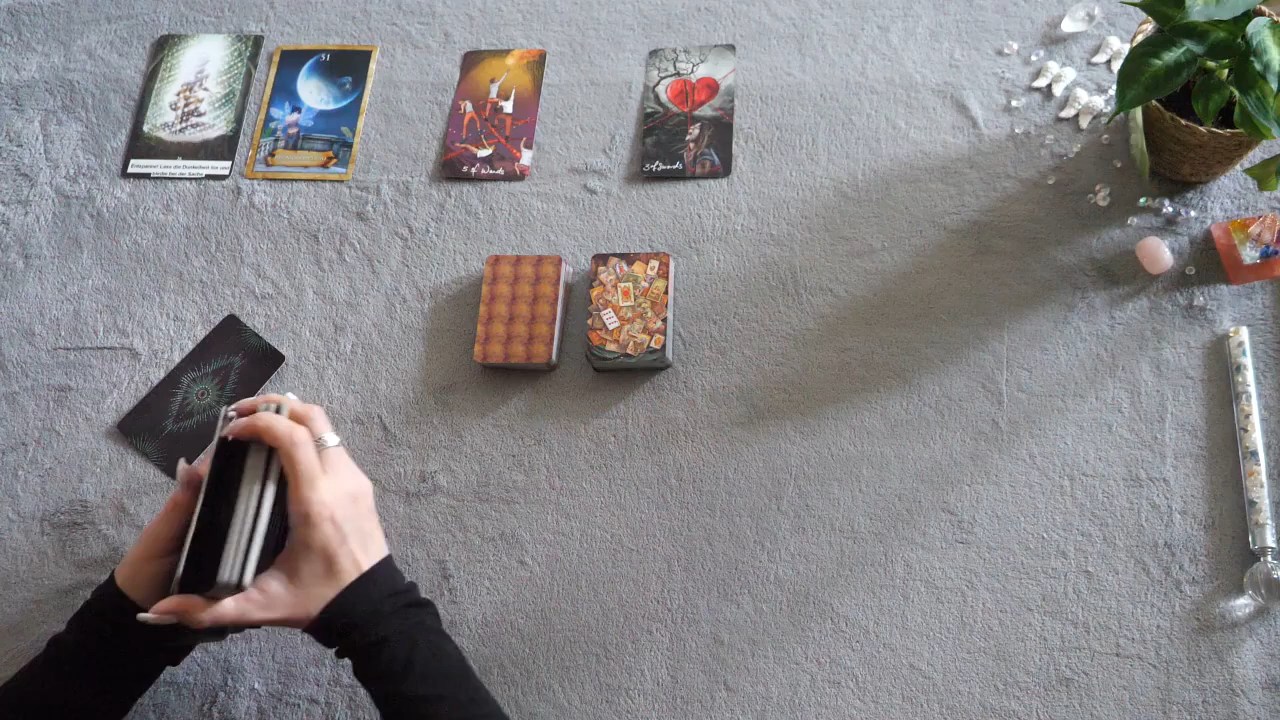 Entspanne! Lass die Dunkelheit los und
bleibe bei der Sache
51
5 of Wands
3 of Swords